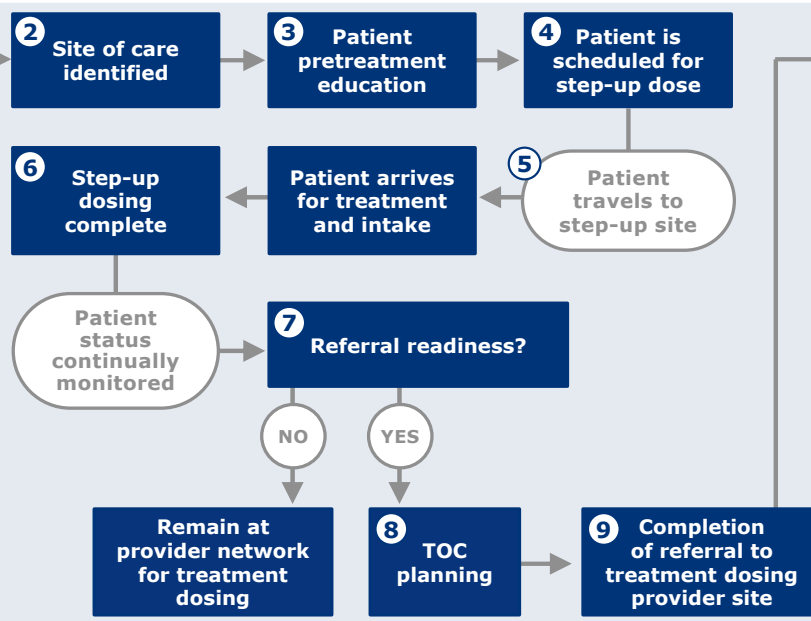 2
Site of care
identified
3
Patient
pretreatment
education
4
Patient is
scheduled for
step-up dose
5
Patient
travels to
step-up site
Patient arrives
for treatment
and intake
6
Step-up
dosing
complete
Patient
status
continually
monitored
7
Referral readiness?
NO
YES
Remain at
provider network
for treatment
dosing
8
TOC
planning
9
Completion
of referral to
treatment dosing
provider site